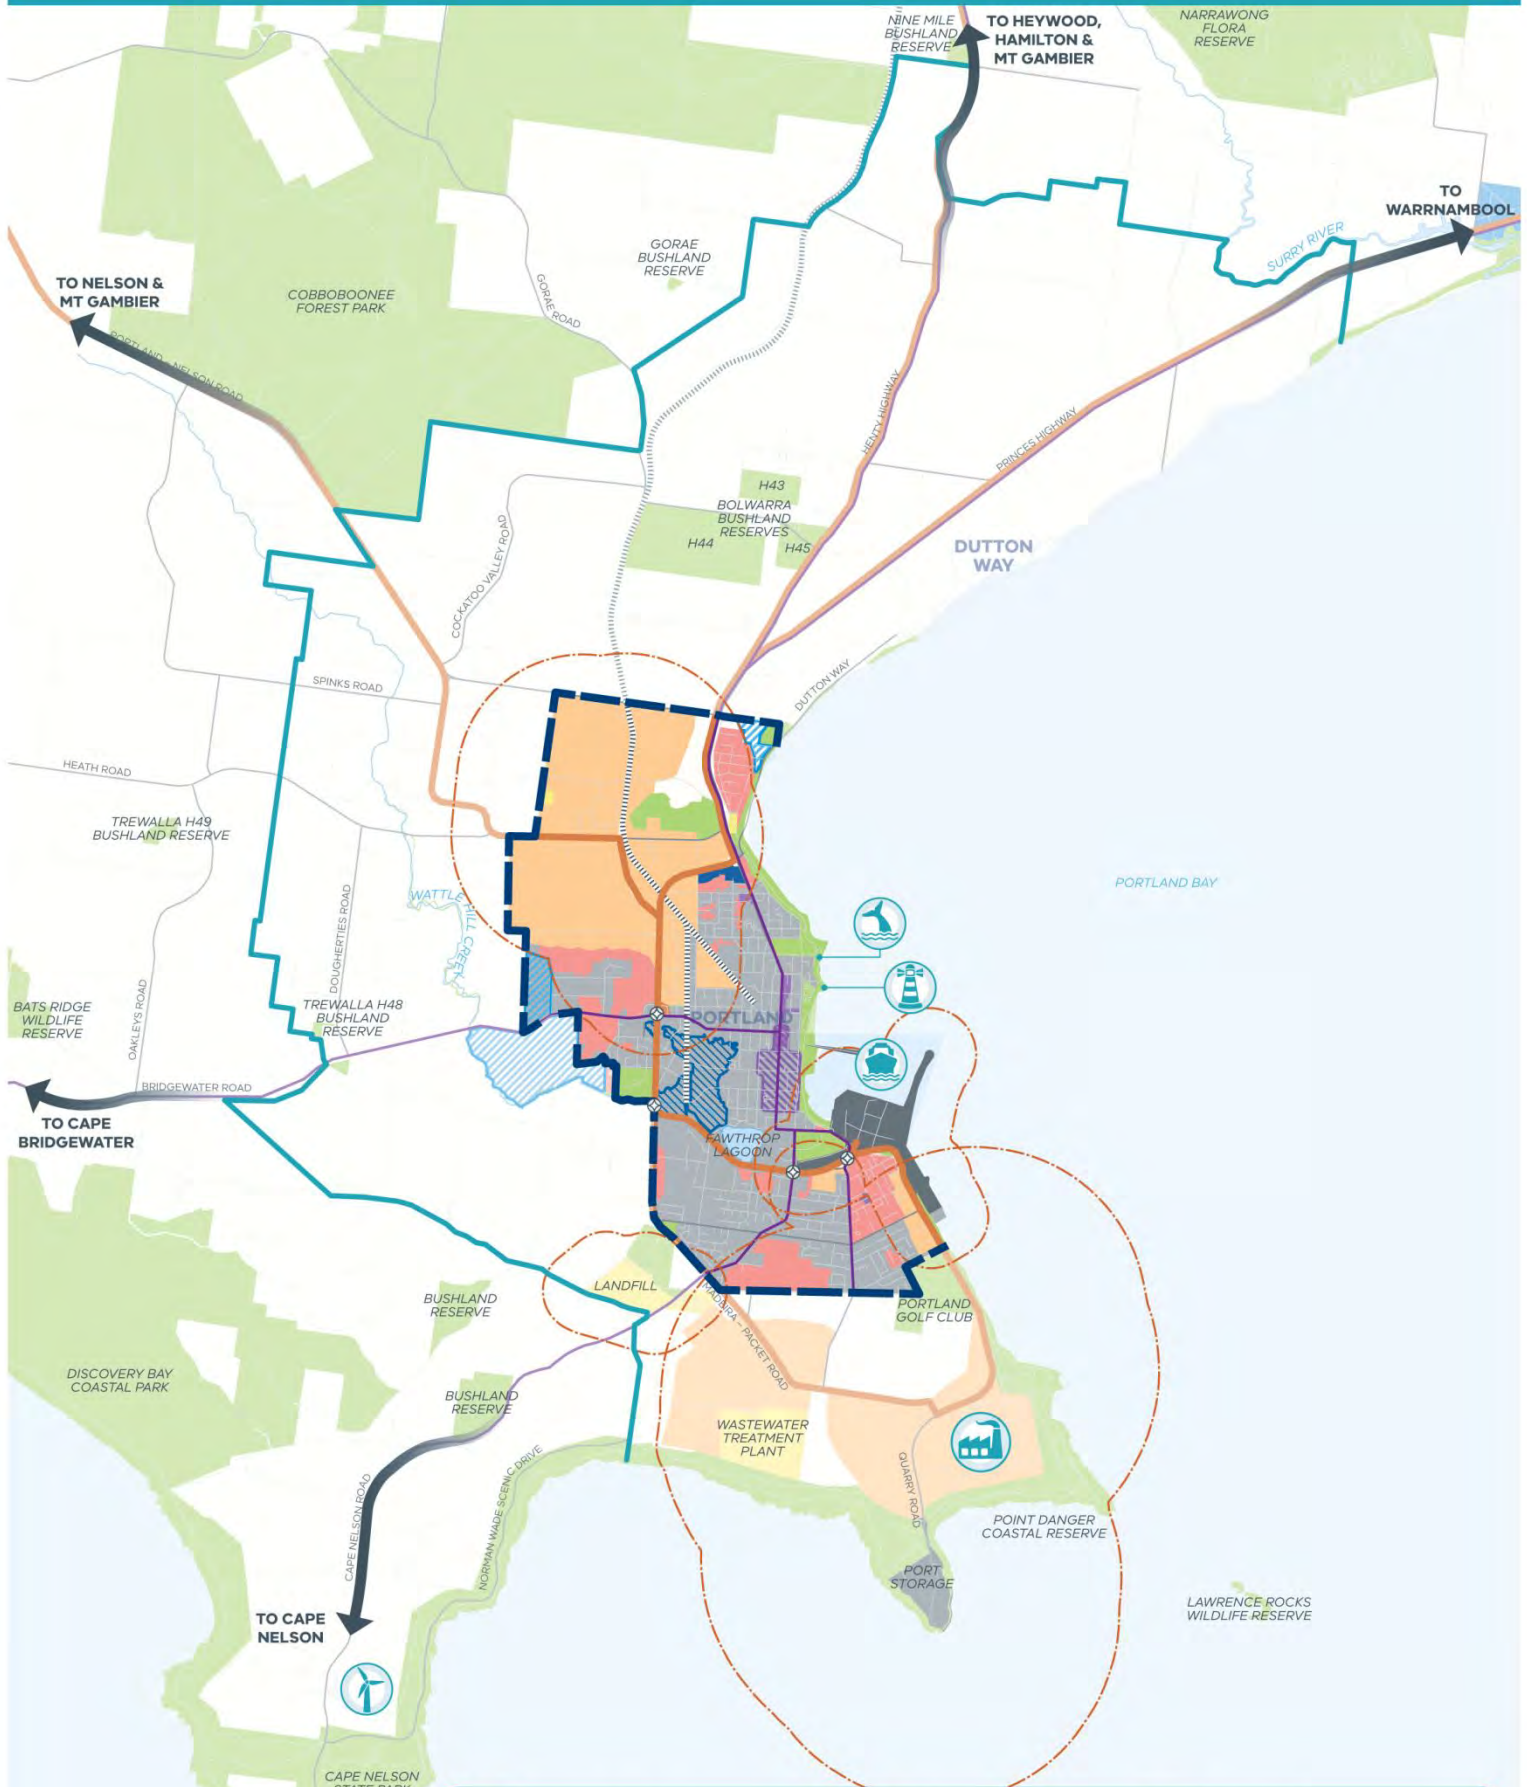 NINE MILE
BUSHLAND
RESERVE
TO HEYWOOD,
HAMILTON &
MT GAMBIER
NARRAWONG
FLORA
RESERVE
TO
WARRNAMBOOL
SURRY RIVER
GORAE
BUSHLAND
RESERVE
GORAE ROAD
TO NELSON &
MT GAMBIER
COBBOBOONEE
FOREST PARK
PORTLAND - NELSON ROAD
HENTY HIGHWAY
PRINCES HIGHWAY
H43
BOLWARRA
BUSHLAND
RESERVES
H44
H45
DUTTON
WAY
COCKATOO VALLEY ROAD
DUTTON WAY
SPINKS ROAD
HEATH ROAD
TREWALLA H49
BUSHLAND RESERVE
WATTLE HILL CREEK
PORTLAND BAY
DOUGHERTIES ROAD
OAKLEYS ROAD
BATS RIDGE
WILDLIFE
RESERVE
TREWALLA H48
BUSHLAND
RESERVE
PORTLAND
BRIDGEWATER ROAD
TO CAPE
BRIDGEWATER
FAWTHROP
LAGOON
LANDFILL
BUSHLAND
RESERVE
MADEIRA - PACKET ROAD
PORTLAND
GOLF CLUB
DISCOVERY BAY
COASTAL PARK
BUSHLAND
RESERVE
WASTEWATER
TREATMENT
PLANT
QUARRY ROAD
NORMAN WADE SCENIC DRIVE
CAPE NELSON ROAD
POINT DANGER
COASTAL RESERVE
PORT
STORAGE
LAWRENCE ROCKS
WILDLIFE RESERVE
TO CAPE
NELSON
CAPE NELSON
STATE PARK